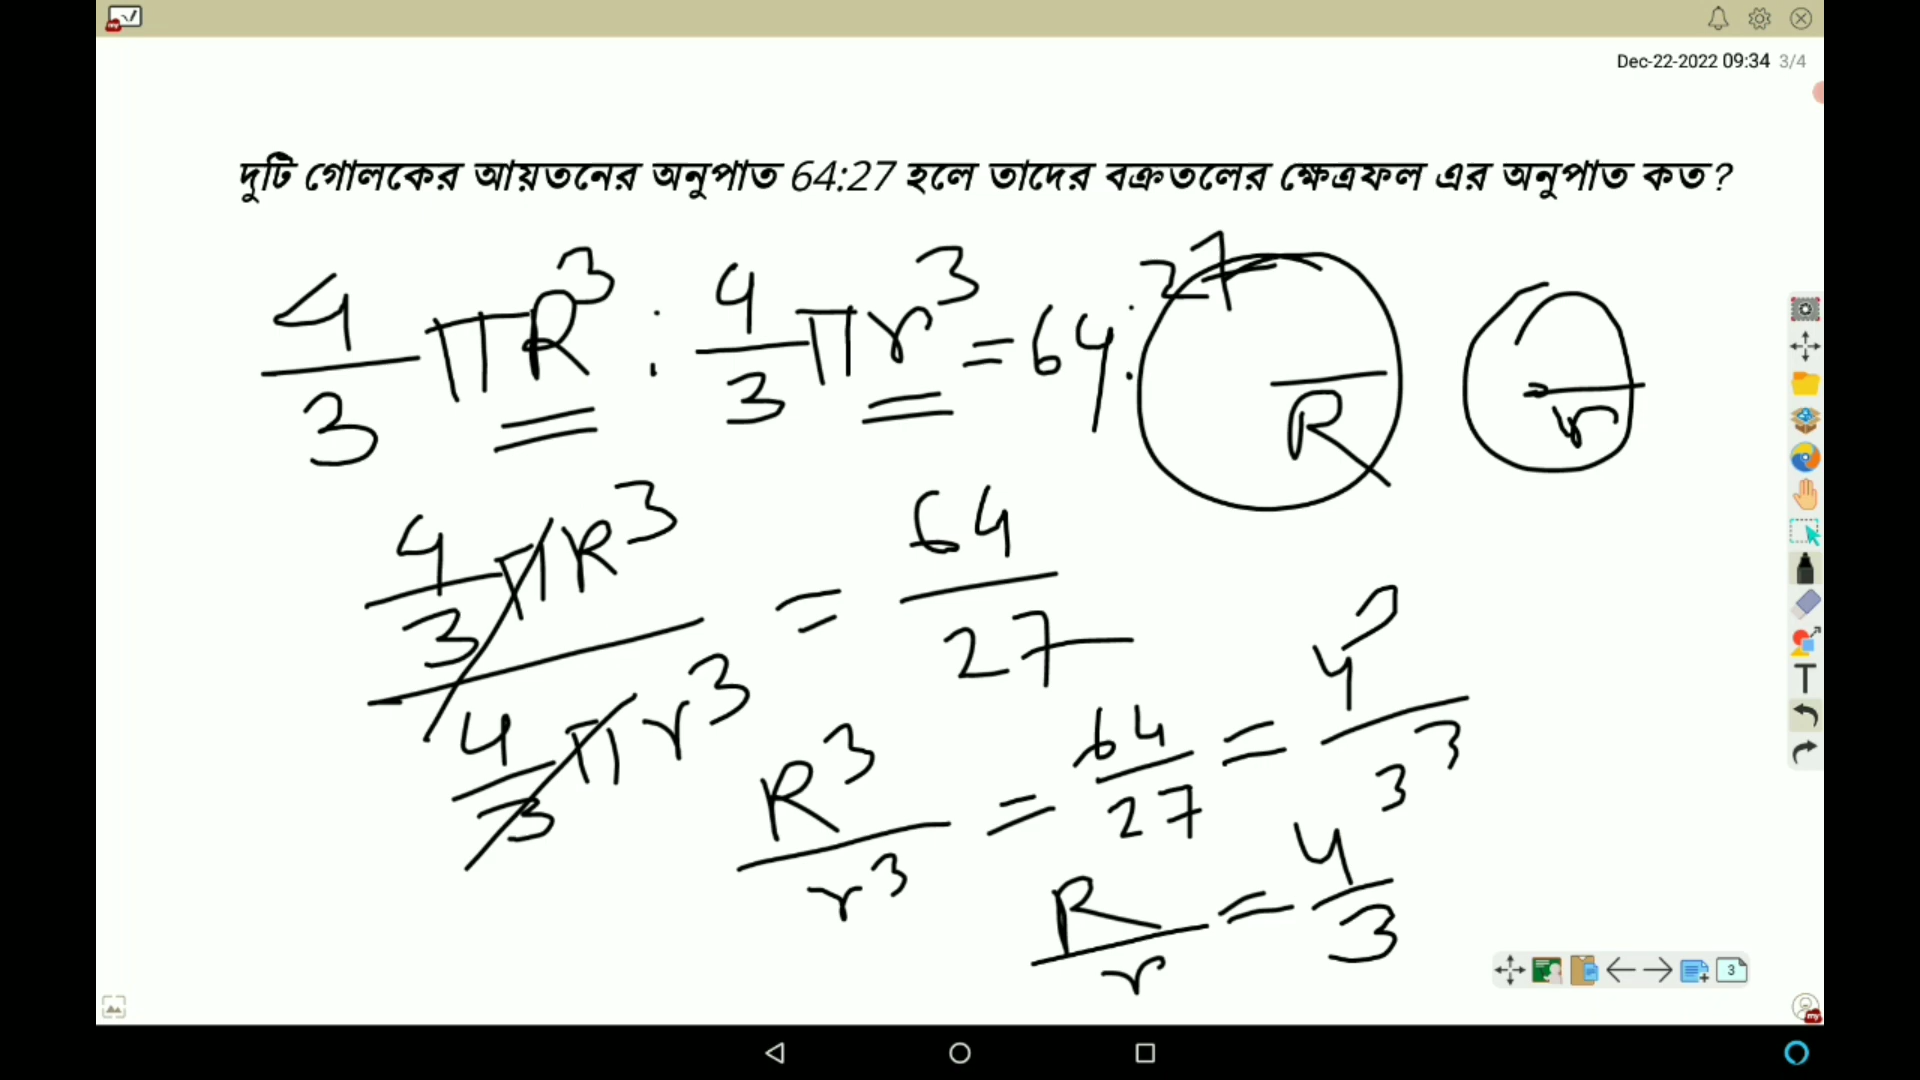 Dec-22-2022 09:34 3/4
দুটি গোলকের আয়তনের অনুপাত 64:27 হলে তাদের বক্রতলের ক্ষেত্রফল এর অনুপাত কত?
4/3 πR³ : 4/3 πr³ = 64:27
R r
4/3 πR³ / 4/3 πr³ = 64/27
R³/r³ = 64/27 = 4³/3³
R/r = 4/3
T
3